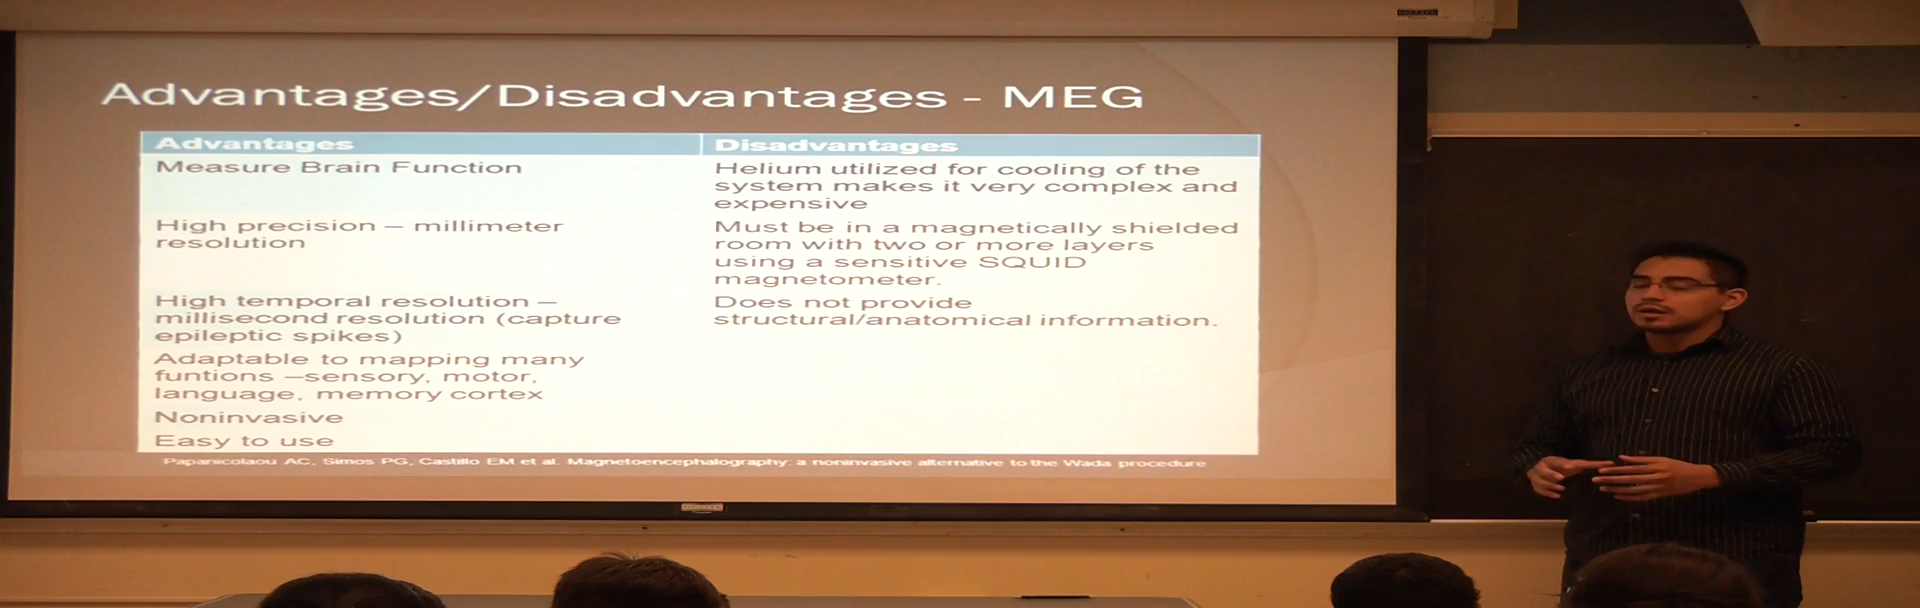 Advantages/Disadvantages - MEG
Advantages
Disadvantages
Measure Brain Function
Helium utilized for cooling of the
system makes it very complex and
expensive
High precision – millimeter
resolution
Must be in a magnetically shielded
room with two or more layers
using a sensitive SQUID
magnetometer.
High temporal resolution –
millisecond resolution (capture
epileptic spikes)
Does not provide
structural/anatomical information.
Adaptable to mapping many
funtions –sensory, motor,
language, memory cortex
Noninvasive
Easy to use
Papanicolaou AC, Simos PG, Castillo EM et al. Magnetoencephalography: a noninvasive alternative to the Wada procedure